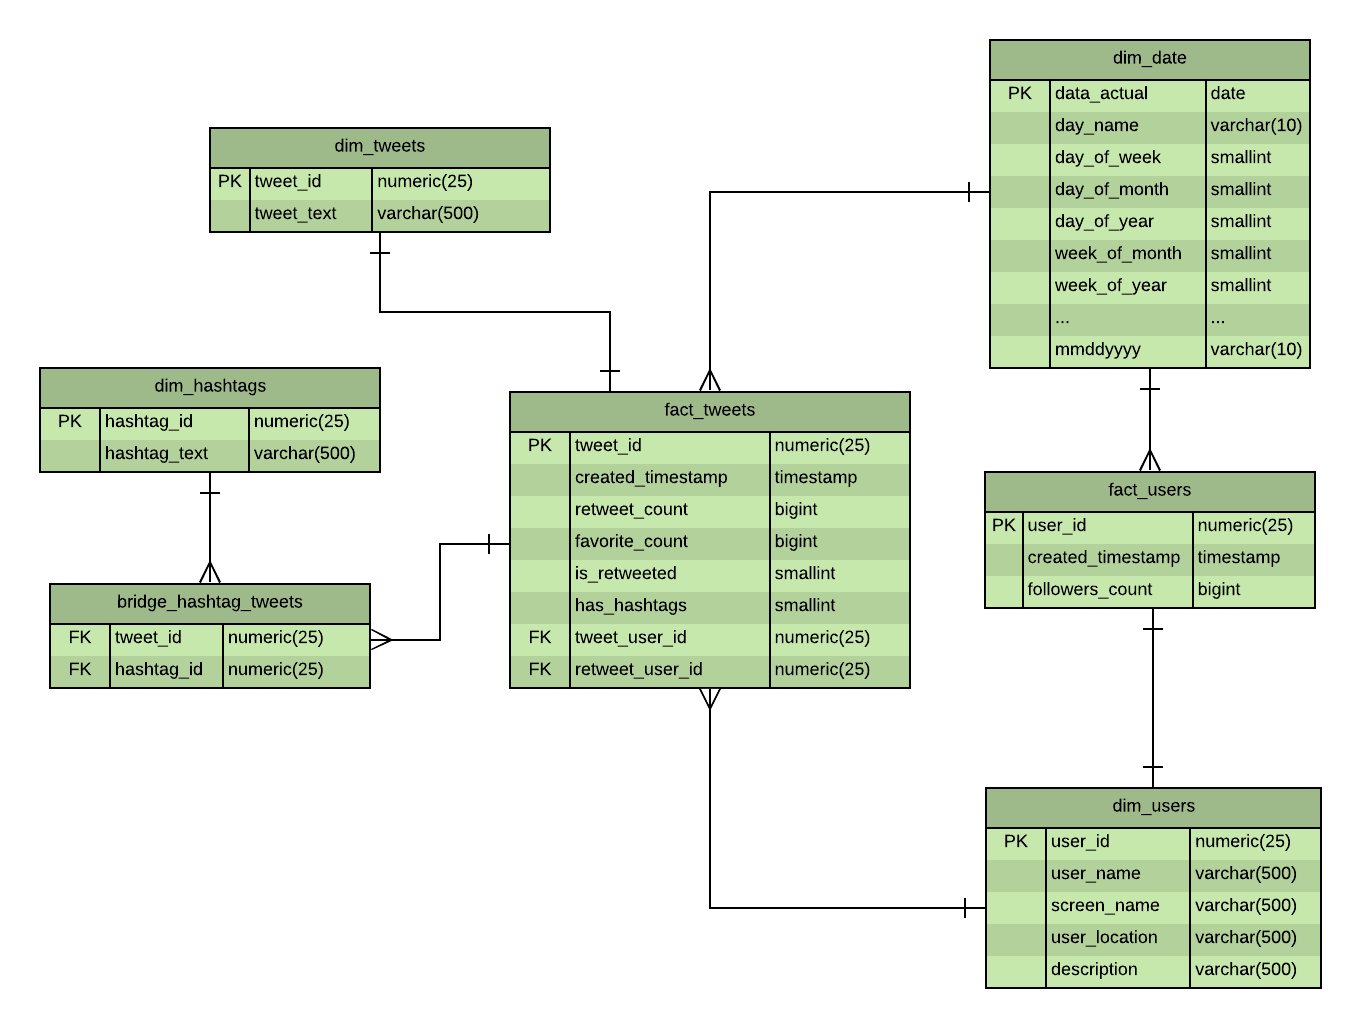 dim_date
PK data_actual date
day_name varchar(10)
day_of_week smallint
day_of_month smallint
day_of_year smallint
week_of_month smallint
week_of_year smallint
... ...
mmddyyyy varchar(10)
dim_tweets
PK tweet_id numeric(25)
tweet_text varchar(500)
dim_hashtags
PK hashtag_id numeric(25)
hashtag_text varchar(500)
fact_tweets
PK tweet_id numeric(25)
created_timestamp timestamp
retweet_count bigint
favorite_count bigint
is_retweeted smallint
has_hashtags smallint
FK tweet_user_id numeric(25)
FK retweet_user_id numeric(25)
fact_users
PK user_id numeric(25)
created_timestamp timestamp
followers_count bigint
bridge_hashtag_tweets
FK tweet_id numeric(25)
FK hashtag_id numeric(25)
dim_users
PK user_id numeric(25)
user_name varchar(500)
screen_name varchar(500)
user_location varchar(500)
description varchar(500)